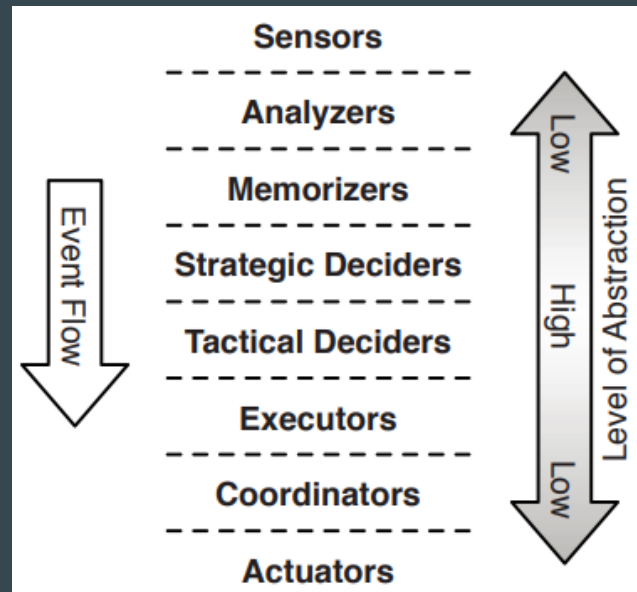 Sensors
Analyzers
Memorizers
Strategic Deciders
Tactical Deciders
Executors
Coordinators
Actuators
Event Flow
Low
High
Low
Level of Abstraction